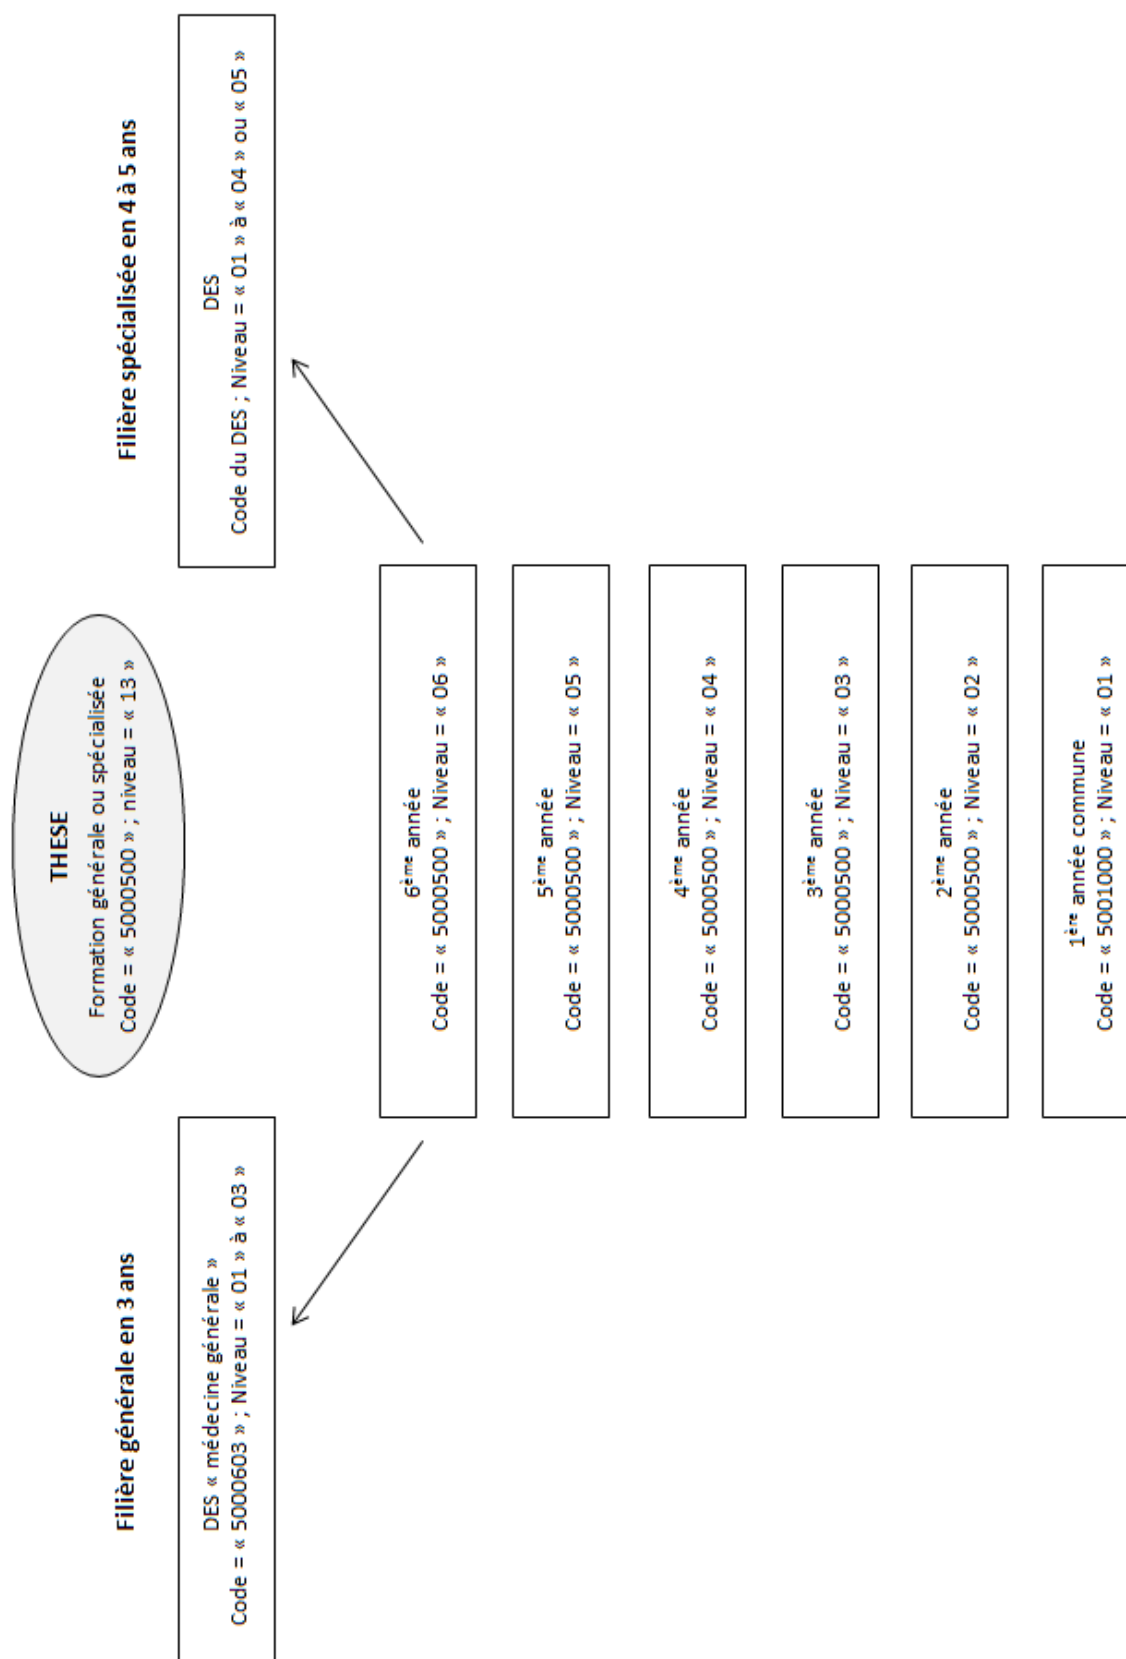 THESE
Formation générale ou spécialisée
Code = « 5000500 » ; niveau = « 13 »
Filière générale en 3 ans
Filière spécialisée en 4 à 5 ans
DES « médecine générale »
Code = « 5000603 » ; Niveau = « 01 » à « 03 »
DES
Code du DES ; Niveau = « 01 » à « 04 » ou « 05 »
6ème année
Code = « 5000500 » ; Niveau = « 06 »
5ème année
Code = « 5000500 » ; Niveau = « 05 »
4ème année
Code = « 5000500 » ; Niveau = « 04 »
3ème année
Code = « 5000500 » ; Niveau = « 03 »
2ème année
Code = « 5000500 » ; Niveau = « 02 »
1ère année commune
Code = « 5001000 » ; Niveau = « 01 »